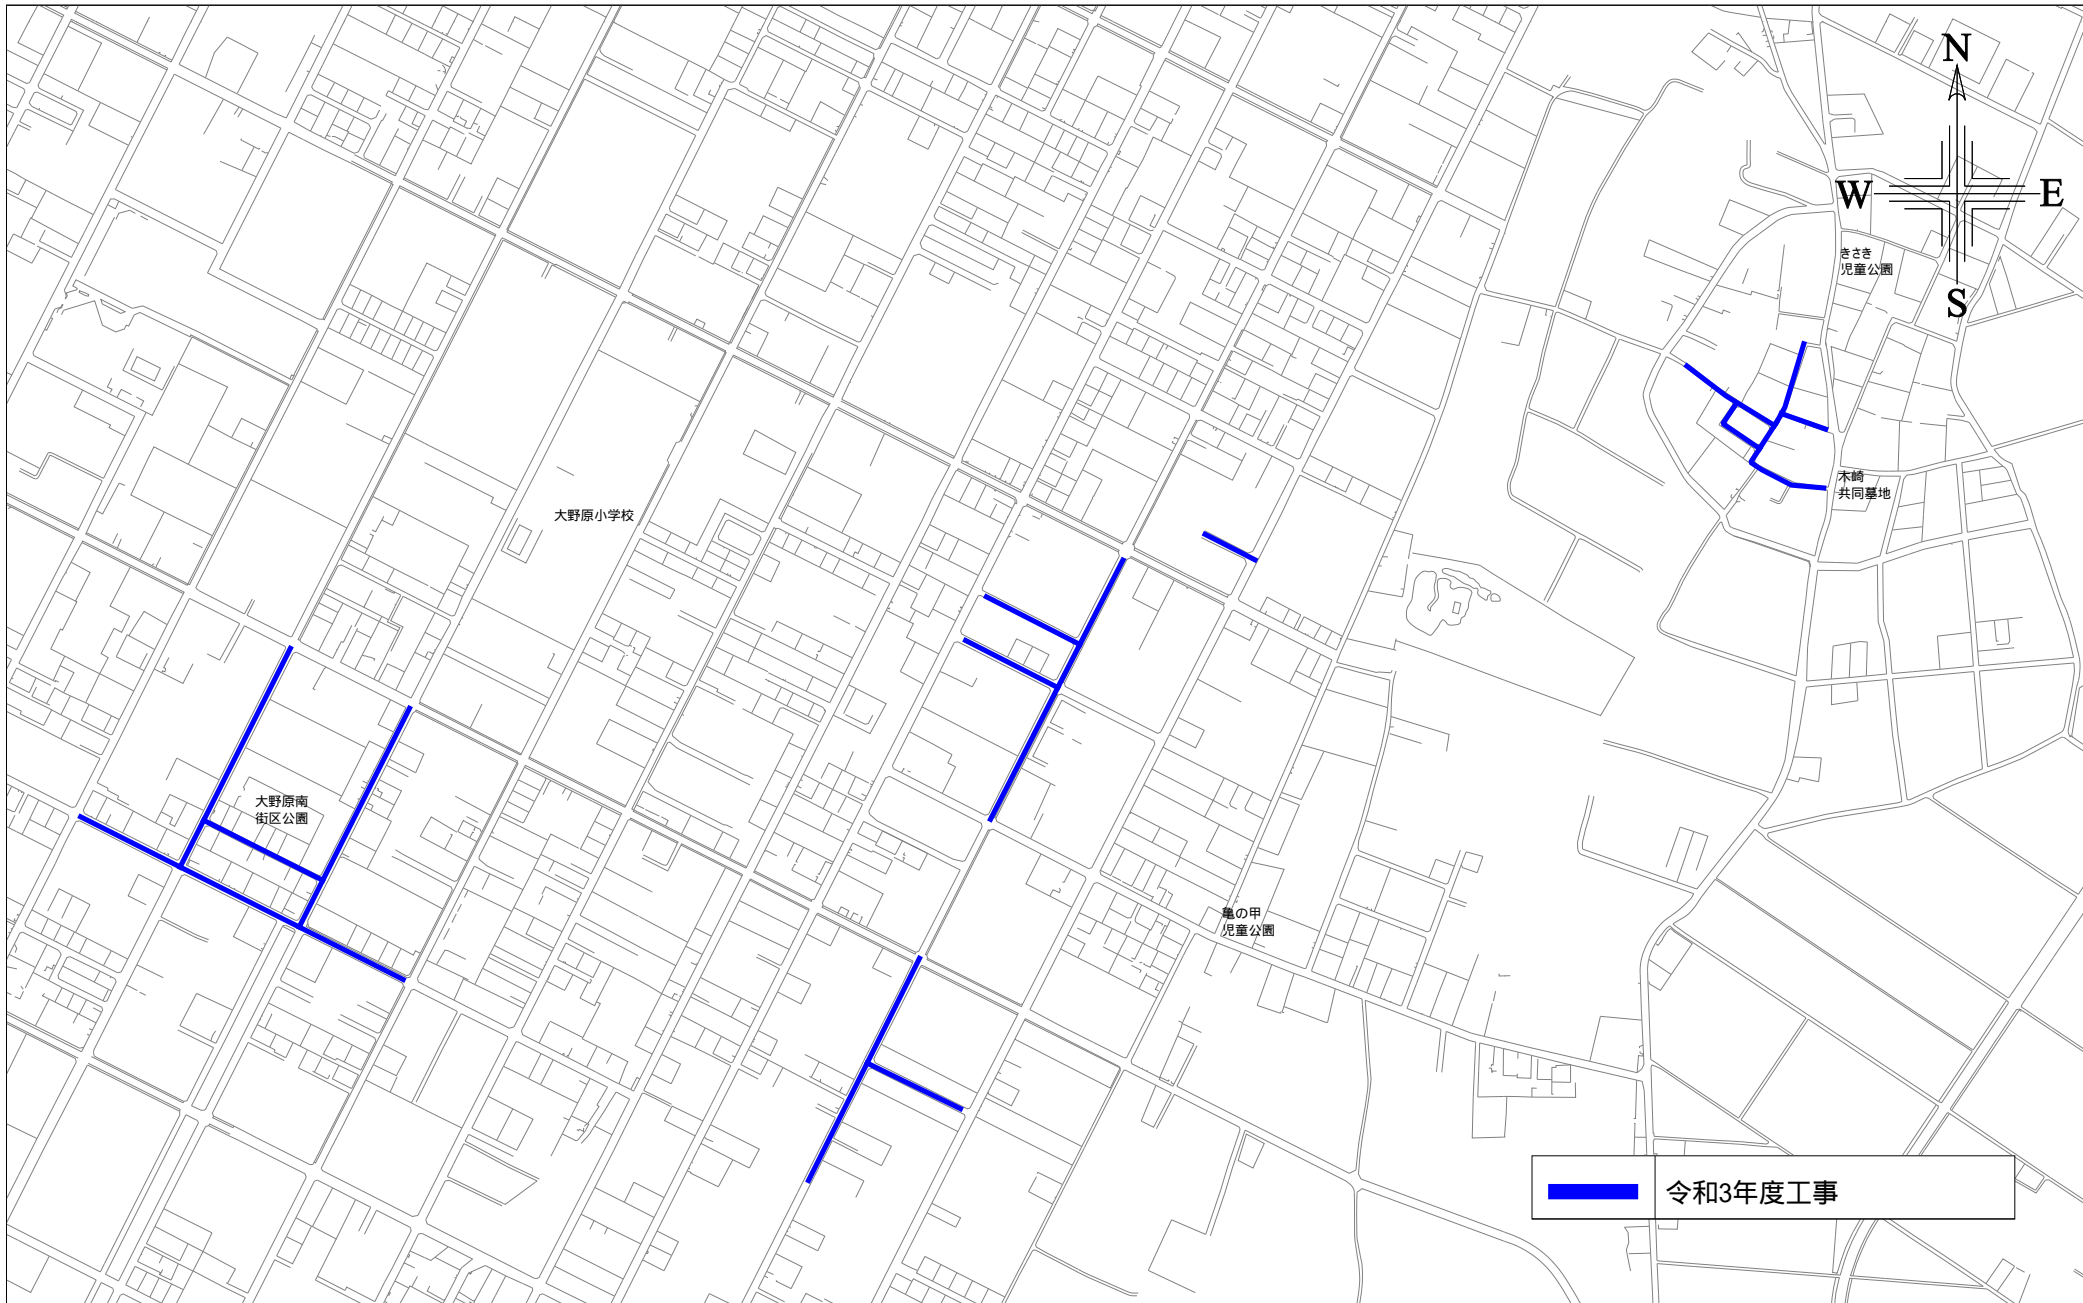 N
W
E
S
きさき
児童公園
木崎
共同墓地
大野原小学校
大野原南
街区公園
亀の甲
児童公園
令和3年度工事